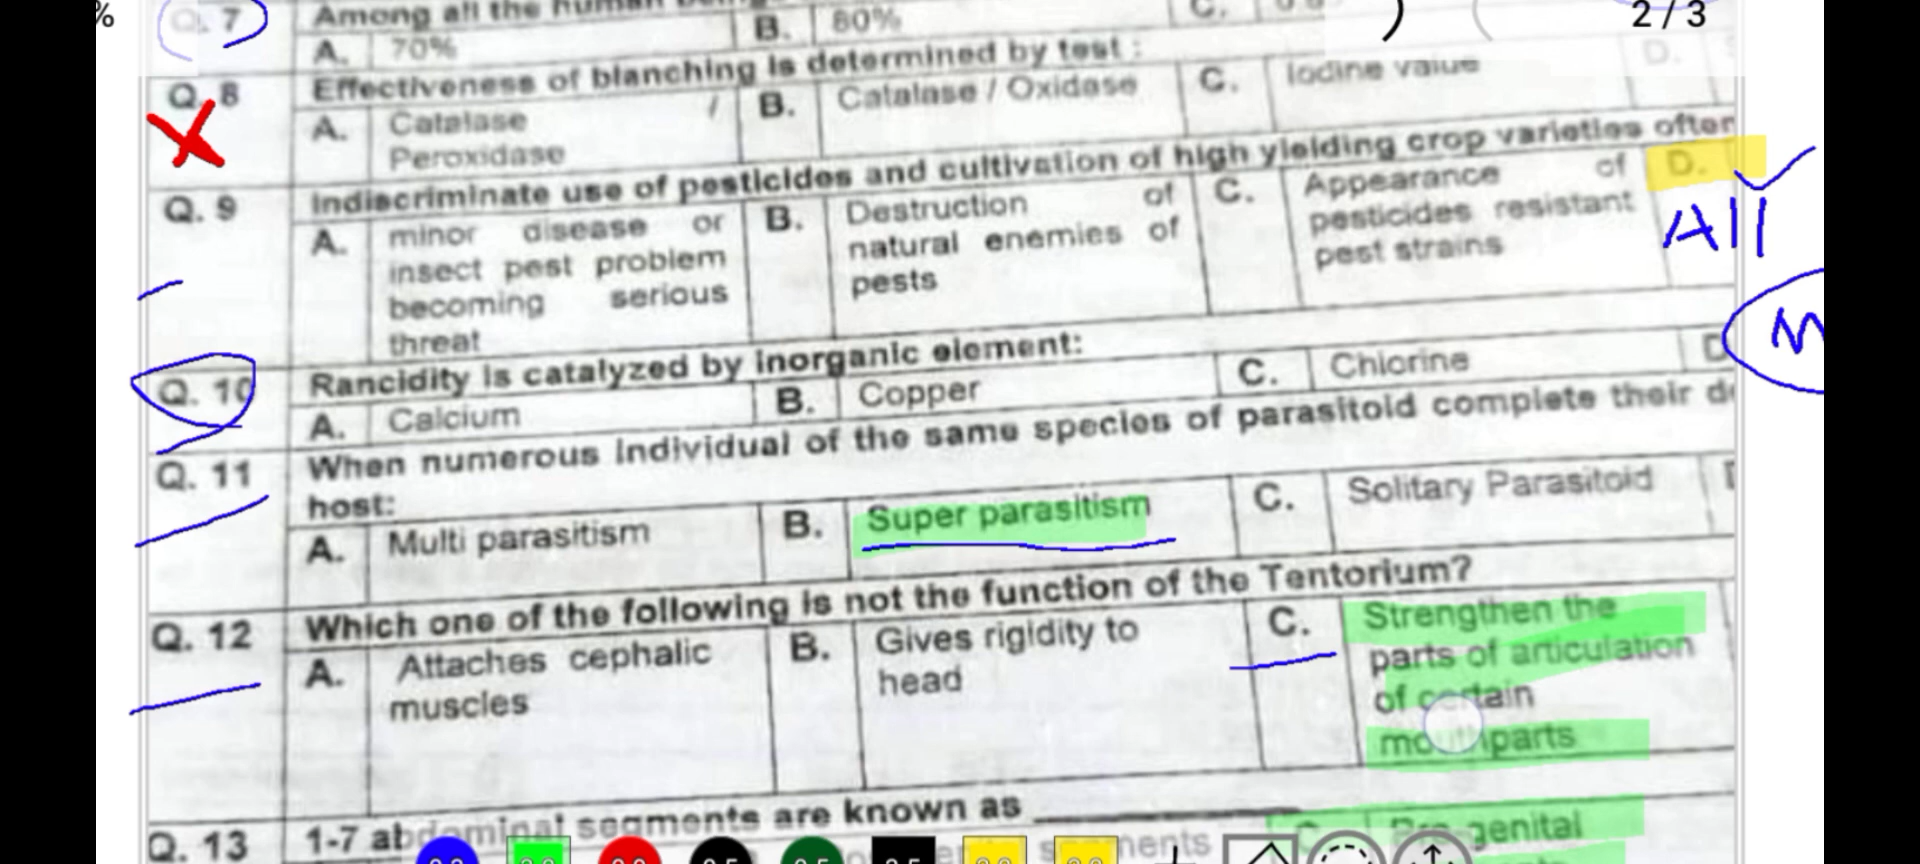 %
2 / 3
Q. 7 Among all the human
A. 70% B. 80% C.
Q. 8 Effectiveness of blanching is determined by test :
A. Catalase / Peroxidase B. Catalase / Oxidase C. Iodine value D.
Q. 9 Indiscriminate use of pesticides and cultivation of high yielding crop varieties often
A. minor disease or B. Destruction of C. Appearance of D.
insect pest problem natural enemies of pesticides resistant All
becoming serious pests pest strains
threat
Q. 10 Rancidity is catalyzed by inorganic element:
A. Calcium B. Copper C. Chlorine
Q. 11 When numerous individual of the same species of parasitoid complete their
host:
A. Multi parasitism B. Super parasitism C. Solitary Parasitoid
Q. 12 Which one of the following is not the function of the Tentorium?
A. Attaches cephalic B. Gives rigidity to C. Strengthen the
muscles head parts of articulation
of certain
mouthparts
Q. 13 1-7 abdominal segments are known as
genital